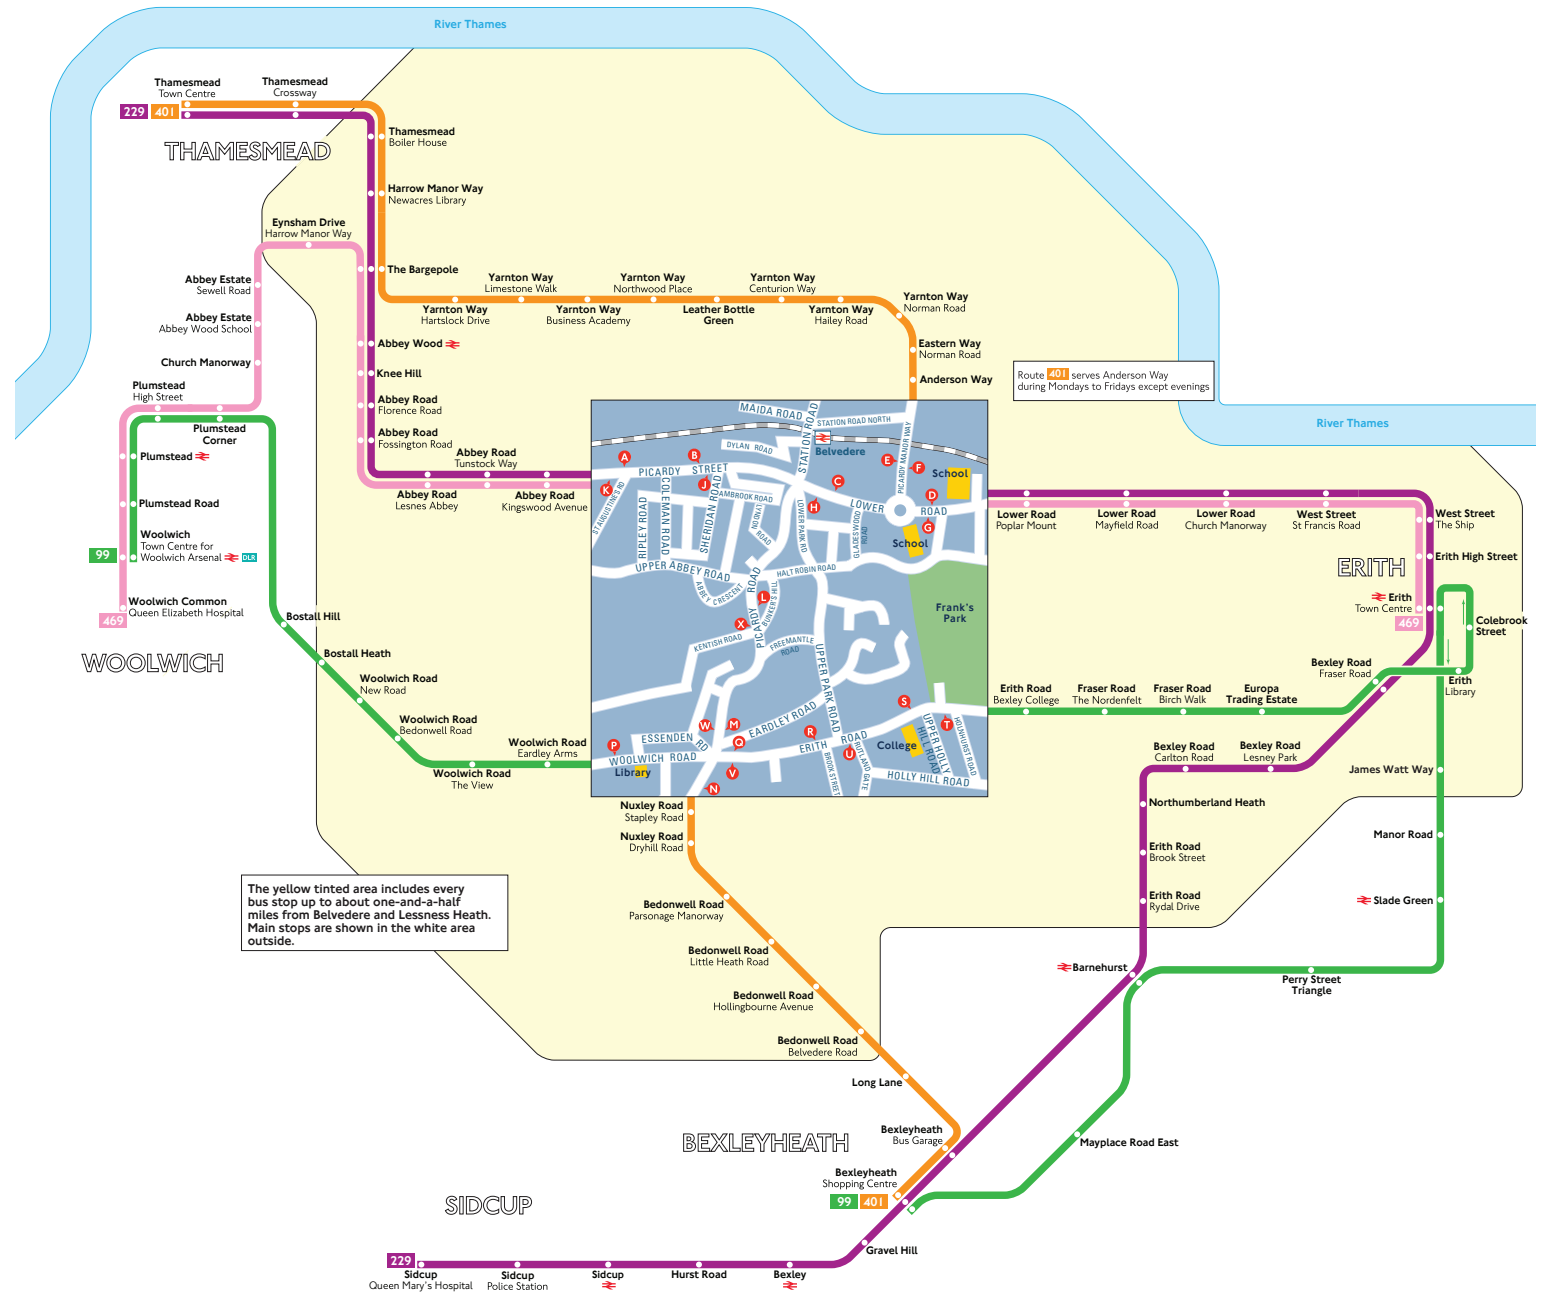 River Thames
Thamesmead
Town Centre
Thamesmead
Crossway
229 401
THAMESMEAD
Thamesmead
Boiler House
Harrow Manor Way
Newacres Library
Eynsham Drive
Harrow Manor Way
The Bargepole
Abbey Estate
Sewell Road
Abbey Estate
Abbey Wood School
Church Manorway
Plumstead
High Street
Plumstead
Corner
Plumstead
Plumstead Road
Woolwich
Town Centre for
Woolwich Arsenal
DLR
99
Woolwich Common
Queen Elizabeth Hospital
469
WOOLWICH
Yarnton Way
Hartslock Drive
Yarnton Way
Limestone Walk
Yarnton Way
Business Academy
Yarnton Way
Northwood Place
Leather Bottle
Green
Yarnton Way
Centurion Way
Yarnton Way
Hailey Road
Yarnton Way
Norman Road
Eastern Way
Norman Road
Anderson Way
Route 401 serves Anderson Way
during Mondays to Fridays except evenings
River Thames
Abbey Wood
Knee Hill
Abbey Road
Florence Road
Abbey Road
Fossington Road
Abbey Road
Tunstock Way
Abbey Road
Lesnes Abbey
Abbey Road
Kingswood Avenue
MAIDA ROAD
STATION ROAD NORTH
STATION ROAD
DYLAN ROAD
Belvedere
PICARDY MANOR WAY
School
PICARDY STREET
A
B
C
D
E
F
G
H
J
K
ST AUGUSTINE'S RD
RIPLEY ROAD
COLEMAN ROAD
SHERIDAN ROAD
AMBROOK ROAD
ROAD
LOWER PARK RD
LOWER ROAD
GLADESWOOD
ROAD
School
UPPER ABBEY ROAD
ABBEY CRESCENT
HALT ROBIN ROAD
PICARDY ROAD
BUNKER'S HILL
L
X
KENTISH ROAD
FREEMANTLE
ROAD
UPPER PARK ROAD
Frank's
Park
EARDLEY ROAD
ESSENDEN RD
WOOLWICH ROAD
ERITH ROAD
Library
P
W
M
Q
V
N
R
U
S
T
College
BROOK STREET
RUTLAND GATE
UPPER HOLLY
HILL ROAD
HOLMHURST ROAD
HOLLY HILL ROAD
Lower Road
Poplar Mount
Lower Road
Mayfield Road
Lower Road
Church Manorway
West Street
St Francis Road
West Street
The Ship
Erith High Street
ERITH
Erith
Town Centre
469
Colebrook
Street
Erith
Library
Bexley Road
Fraser Road
Erith Road
Bexley College
Fraser Road
The Nordenfelt
Fraser Road
Birch Walk
Europa
Trading Estate
Bostall Hill
Bostall Heath
Woolwich Road
New Road
Woolwich Road
Bedonwell Road
Woolwich Road
The View
Woolwich Road
Eardley Arms
Bexley Road
Carlton Road
Bexley Road
Lesney Park
James Watt Way
Northumberland Heath
Manor Road
Erith Road
Brook Street
Erith Road
Rydal Drive
Slade Green
Barnehurst
Perry Street
Triangle
Nuxley Road
Stapley Road
Nuxley Road
Dryhill Road
Bedonwell Road
Parsonage Manorway
Bedonwell Road
Little Heath Road
Bedonwell Road
Hollingbourne Avenue
Bedonwell Road
Belvedere Road
Long Lane
The yellow tinted area includes every
bus stop up to about one-and-a-half
miles from Belvedere and Lessness Heath.
Main stops are shown in the white area
outside.
Mayplace Road East
BEXLEYHEATH
Bexleyheath
Bus Garage
Bexleyheath
Shopping Centre
99 401
SIDCUP
Gravel Hill
229
Sidcup
Queen Mary's Hospital
Sidcup
Police Station
Sidcup
Hurst Road
Bexley